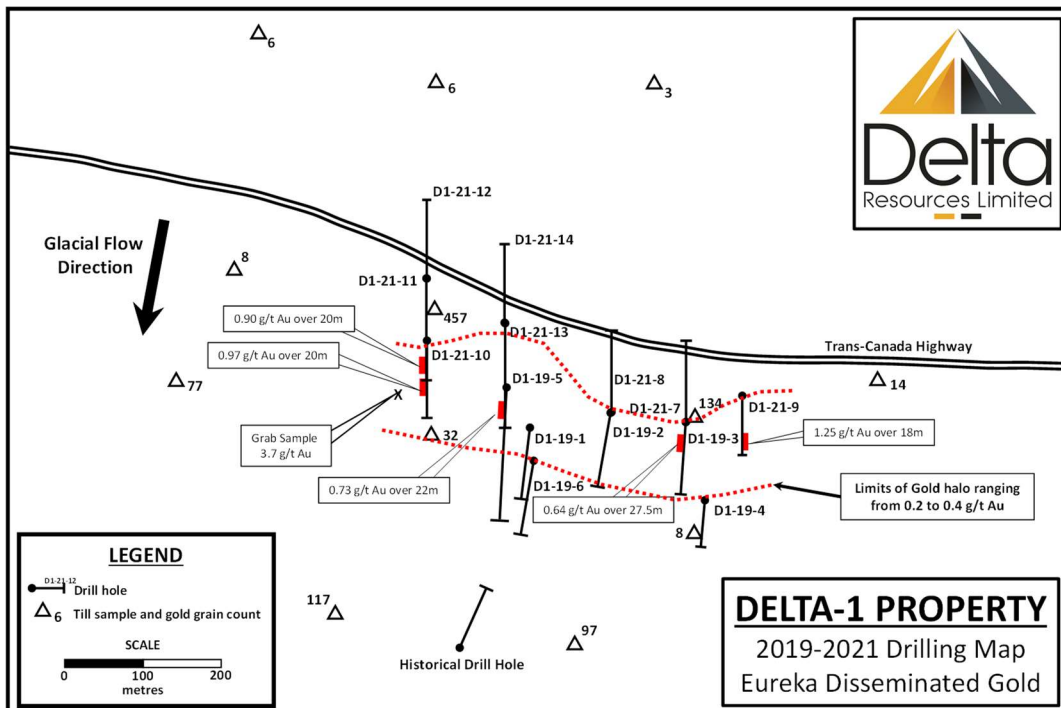 6
6
3
Delta
Resources Limited
D1-21-12
Glacial Flow
Direction
D1-21-14
8
D1-21-11
457
0.90 g/t Au over 20m
D1-21-13
D1-21-10
Trans-Canada Highway
0.97 g/t Au over 20m
77
D1-19-5
D1-21-8
14
X
D1-21-7
134
D1-21-9
Grab Sample
3.7 g/t Au
32
D1-19-1
D1-19-2
D1-19-3
1.25 g/t Au over 18m
0.73 g/t Au over 22m
D1-19-6
0.64 g/t Au over 27.5m
D1-19-4
Limits of Gold halo ranging
from 0.2 to 0.4 g/t Au
8
LEGEND
D1-21-12
Drill hole
6 Till sample and gold grain count
SCALE
0 100 200
metres
117
97
Historical Drill Hole
DELTA-1 PROPERTY
2019-2021 Drilling Map
Eureka Disseminated Gold